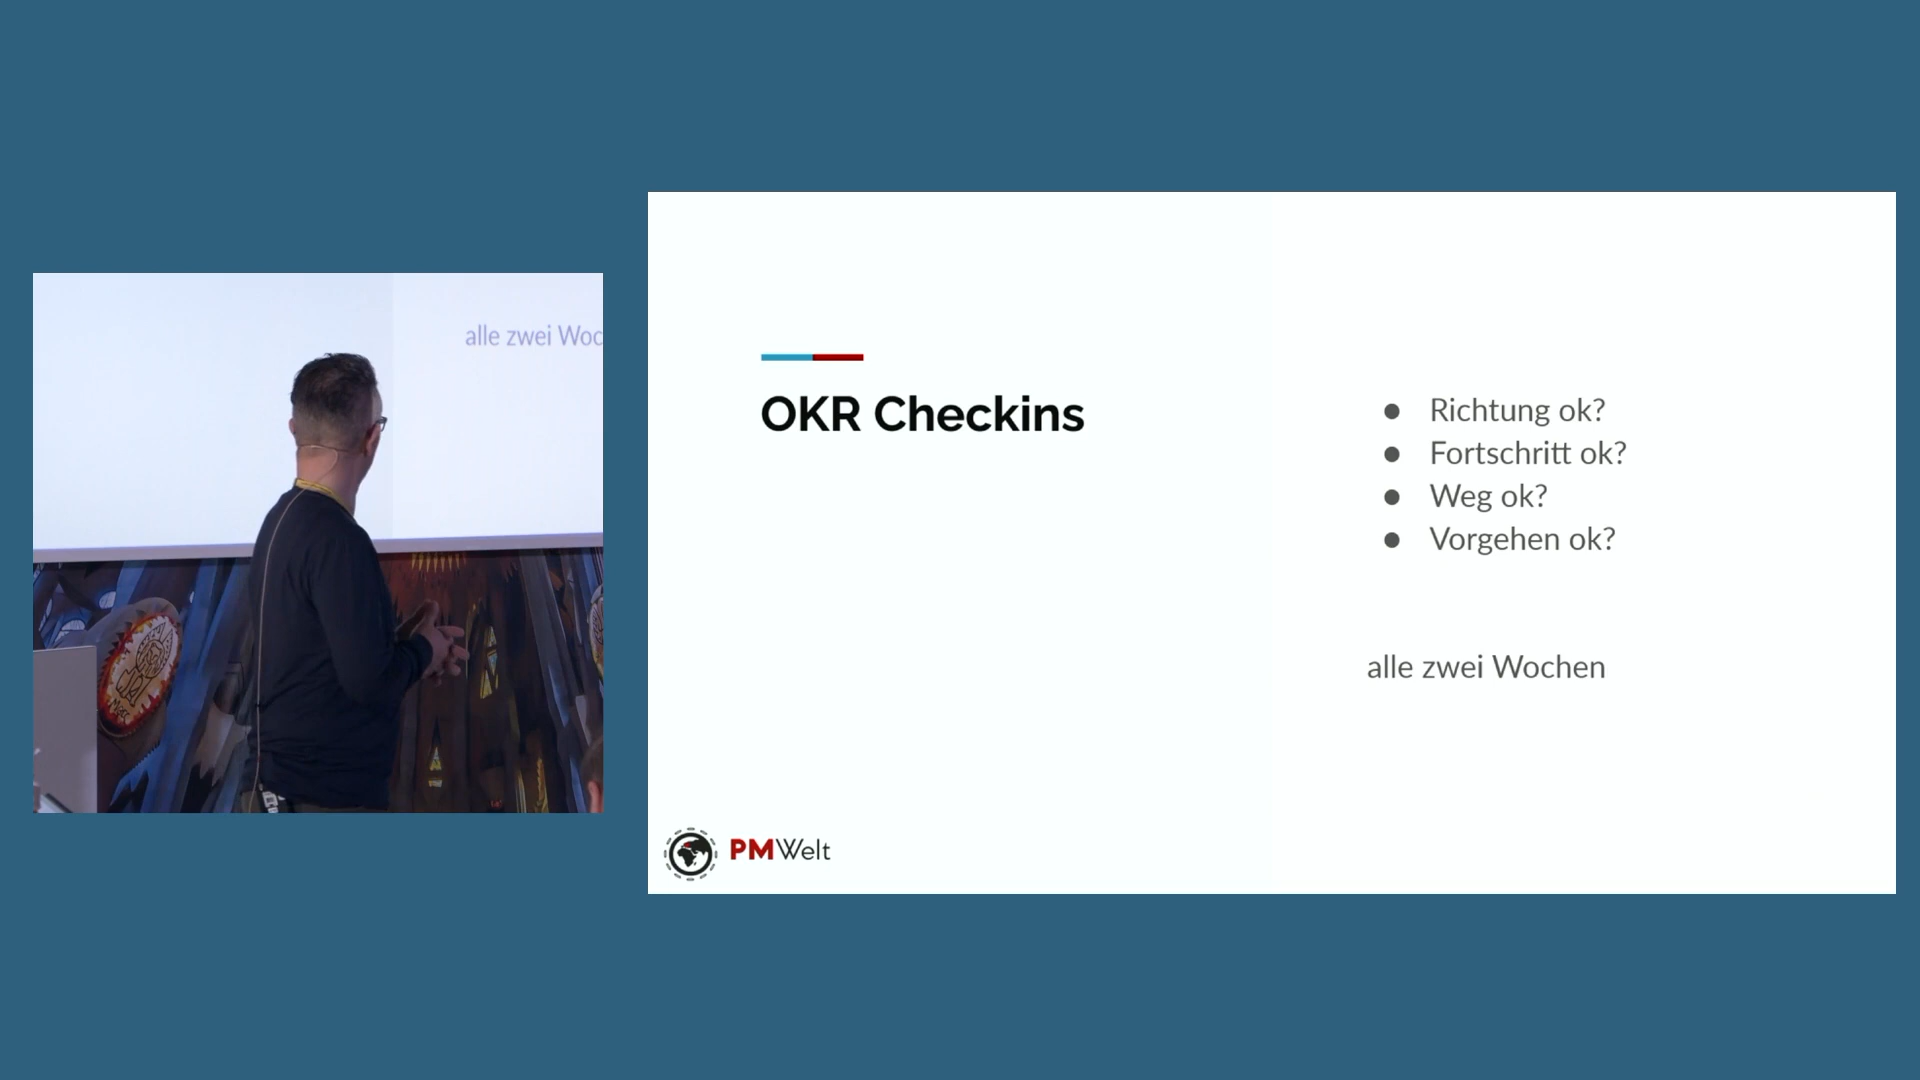 alle zwei Woc
OKR Checkins
Richtung ok?
Fortschritt ok?
Weg ok?
Vorgehen ok?
alle zwei Wochen
PMWelt